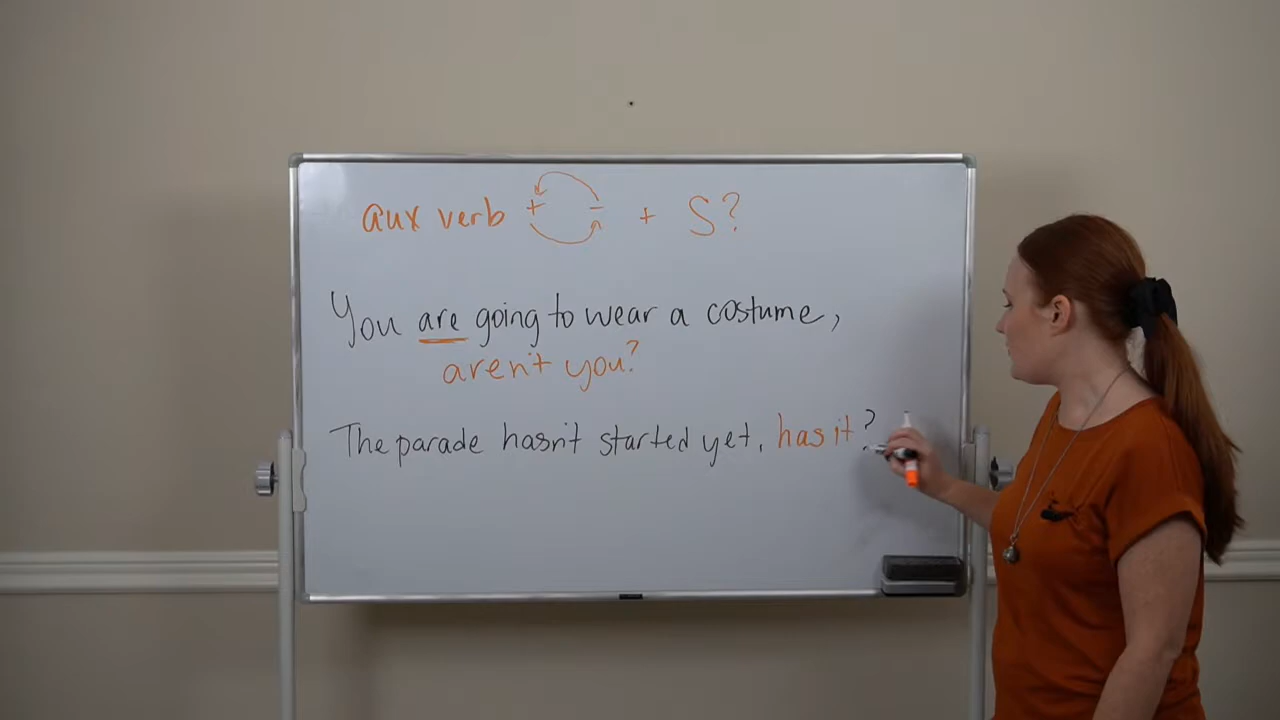 aux verb + - + S?
You are going to wear a costume,
aren't you?
The parade hasn't started yet, has it?